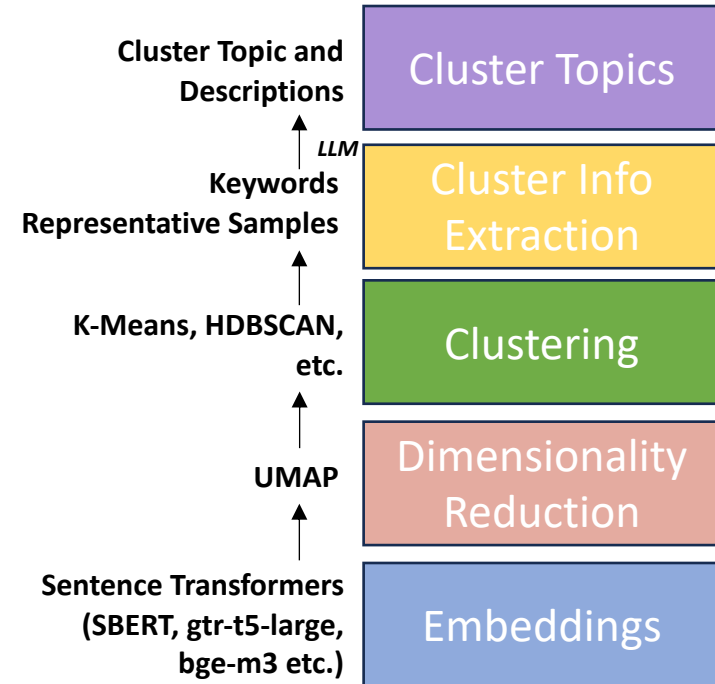 Cluster Topic and
Descriptions
Cluster Topics
LLM
Keywords
Representative Samples
Cluster Info
Extraction
K-Means, HDBSCAN,
etc.
Clustering
UMAP
Dimensionality
Reduction
Sentence Transformers
(SBERT, gtr-t5-large,
bge-m3 etc.)
Embeddings